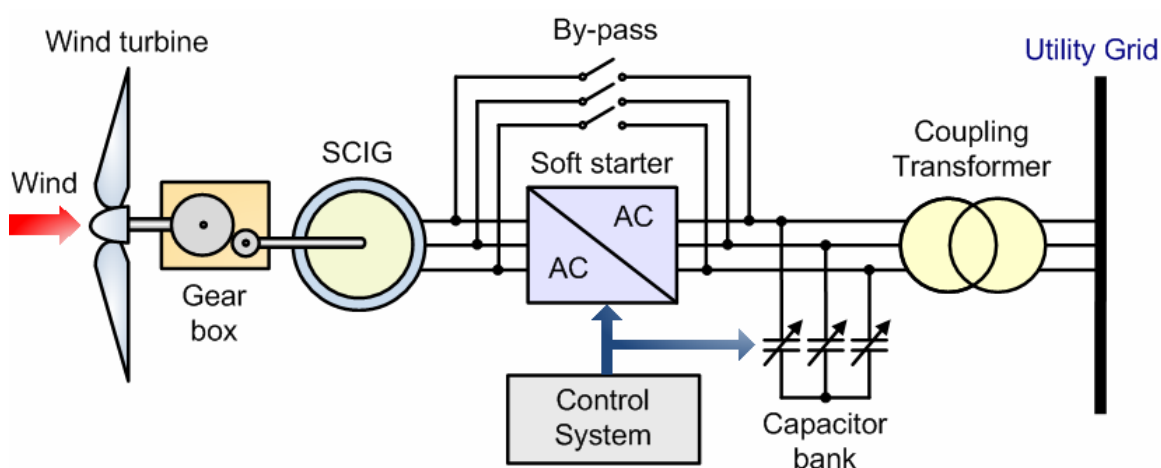 By-pass
Wind turbine
Utility Grid
SCIG
Soft starter
Coupling
Transformer
Wind
AC
AC
Gear
box
Control
System
Capacitor
bank